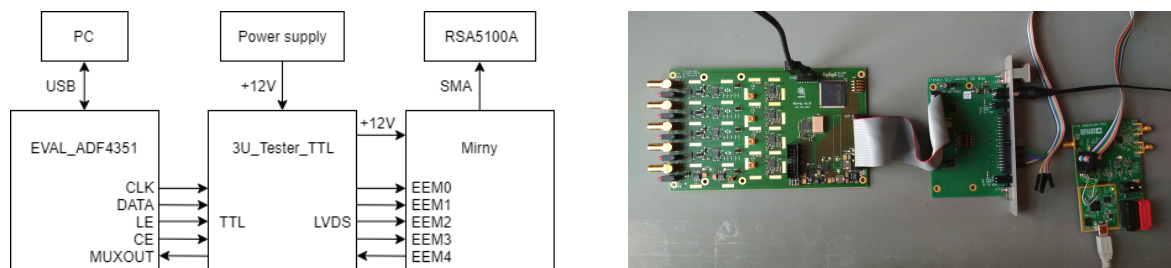 PC
Power supply
RSA5100A
USB
+12V
SMA
+12V
EVAL_ADF4351
3U_Tester_TTL
Mirny
CLK
DATA
LE
CE
MUXOUT
TTL
LVDS
EEM0
EEM1
EEM2
EEM3
EEM4